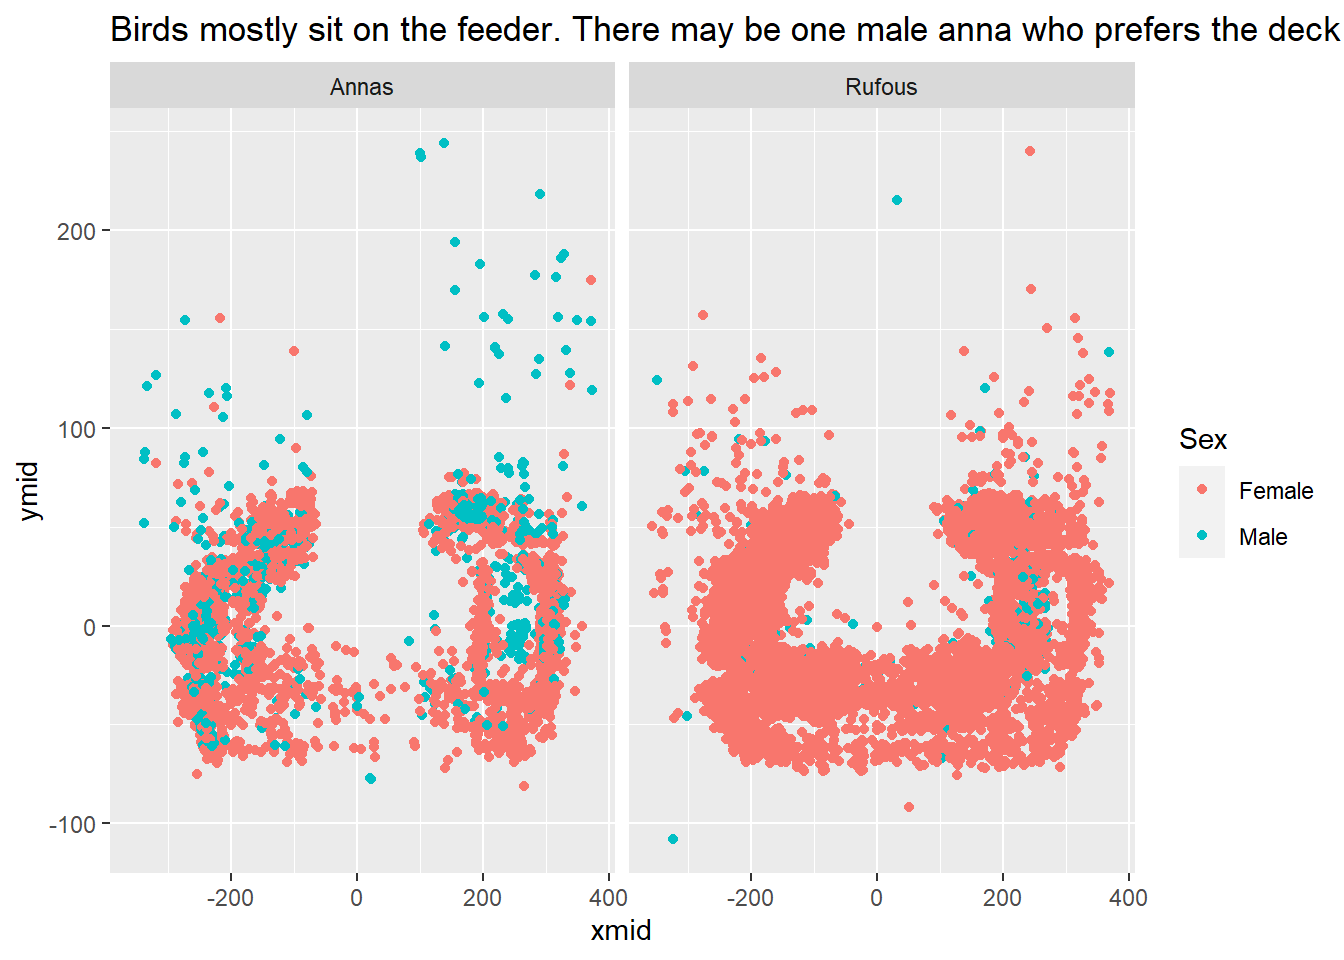 Birds mostly sit on the feeder. There may be one male anna who prefers the deck
Annas
Rufous
200
100
0
-100
ymid
-200
0
200
400
-200
0
200
400
xmid
Sex
Female
Male